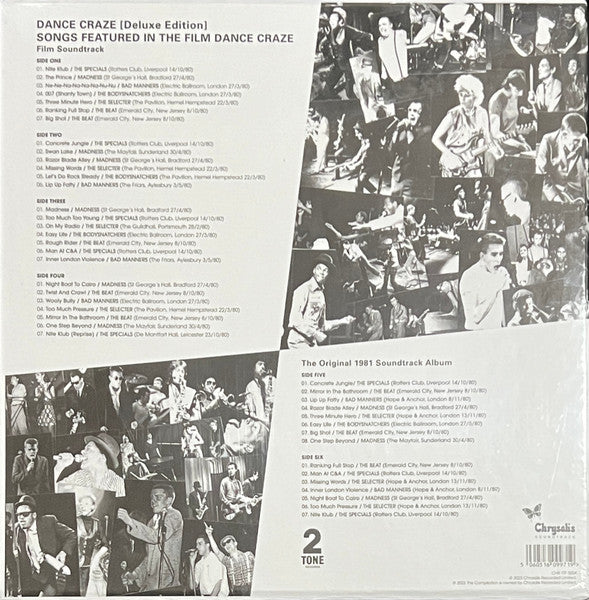 DANCE CRAZE [Deluxe Edition]
SONGS FEATURED IN THE FILM DANCE CRAZE
Film Soundtrack
SIDE ONE
01. Nite Klub / THE SPECIALS (Rotters Club, Liverpool 14/10/80)
02. The Prince / MADNESS (St George's Hall, Bradford 27/4/80)
03. Ne-Ne-Na-Na-Na-Na-Nu-Nu / BAD MANNERS (Electric Ballroom, London 27/3/80)
04. 007 (Shanty Town) / THE BODYSNATCHERS (Electric Ballroom, London 27/3/80)
05. Three Minute Hero / THE SELECTER (The Pavilion, Hemel Hempstead 22/3/80)
06. Ranking Full Stop / THE BEAT (Emerald City, New Jersey 8/10/80)
07. Big Shot / THE BEAT (Emerald City, New Jersey 8/10/80)
SIDE TWO
01. Concrete Jungle / THE SPECIALS (Rotters Club, Liverpool 14/10/80)
02. Swan Lake / MADNESS (The Mayfair, Sunderland 30/4/80)
03. Razor Blade Alley / MADNESS (St George's Hall, Bradford 27/4/80)
04. Missing Words / THE SELECTER (The Pavilion, Hemel Hempstead 22/3/80)
05. Let's Do Rock Steady / THE BODYSNATCHERS (The Pavilion, Hemel Hempstead 22/3/80)
06. Lip Up Fatty / BAD MANNERS (The Friars, Aylesbury 3/5/80)
SIDE THREE
01. Madness / MADNESS (St George's Hall, Bradford 27/4/80)
02. Too Much Too Young / THE SPECIALS (Rotters Club, Liverpool 14/10/80)
03. On My Radio / THE SELECTER (The Guildhall, Portsmouth 28/2/80)
04. Easy Life / THE BODYSNATCHERS (Electric Ballroom, London 27/3/80)
05. Rough Rider / THE BEAT (Emerald City, New Jersey 8/10/80)
06. Man At C&A / THE SPECIALS (Rotters Club, Liverpool 14/10/80)
07. Inner London Violence / BAD MANNERS (The Friars, Aylesbury 3/5/80)
SIDE FOUR
01. Night Boat To Cairo / MADNESS (St George's Hall, Bradford 27/4/80)
02. Twist And Crawl / THE BEAT (Emerald City, New Jersey 8/10/80)
03. Wooly Bully / BAD MANNERS (Electric Ballroom, London 27/3/80)
04. Too Much Pressure / THE SELECTER (The Pavilion, Hemel Hempstead 22/3/80)
05. Mirror In The Bathroom / THE BEAT (Emerald City, New Jersey 8/10/80)
06. One Step Beyond / MADNESS (The Mayfair, Sunderland 30/4/80)
07. Nite Klub (Reprise) / THE SPECIALS (De Montfort Hall, Leicester 23/10/80)
The Original 1981 Soundtrack Album
SIDE FIVE
01. Concrete Jungle / THE SPECIALS (Rotters Club, Liverpool 14/10/80)
02. Mirror In The Bathroom / THE BEAT (Emerald City, New Jersey 8/10/80)
03. Lip Up Fatty / BAD MANNERS (Hope & Anchor, London 8/11/80)
04. Razor Blade Alley / MADNESS (St George's Hall, Bradford 27/4/80)
05. Three Minute Hero / THE SELECTER (Hope & Anchor, London 13/11/80)
06. Easy Life / THE BODYSNATCHERS (Electric Ballroom, London 27/3/80)
07. Big Shot / THE BEAT (Emerald City, New Jersey 8/10/80)
08. One Step Beyond / MADNESS (The Mayfair, Sunderland 30/4/80)
SIDE SIX
01. Ranking Full Stop / THE BEAT (Emerald City, New Jersey 8/10/80)
02. Man At C&A / THE SPECIALS (Rotters Club, Liverpool 14/10/80)
03. Missing Words / THE SELECTER (Hope & Anchor, London 13/11/80)
04. Inner London Violence / BAD MANNERS (Hope & Anchor, London 8/11/80)
05. Night Boat To Cairo / MADNESS (St George's Hall, Bradford 27/4/80)
06. Too Much Pressure / THE SELECTER (Hope & Anchor, London 13/11/80)
07. Nite Klub / THE SPECIALS (Rotters Club, Liverpool 14/10/80)
2
TONE
RECORDS
Chrysalis
SOUNDTRACK
5 060516 099719